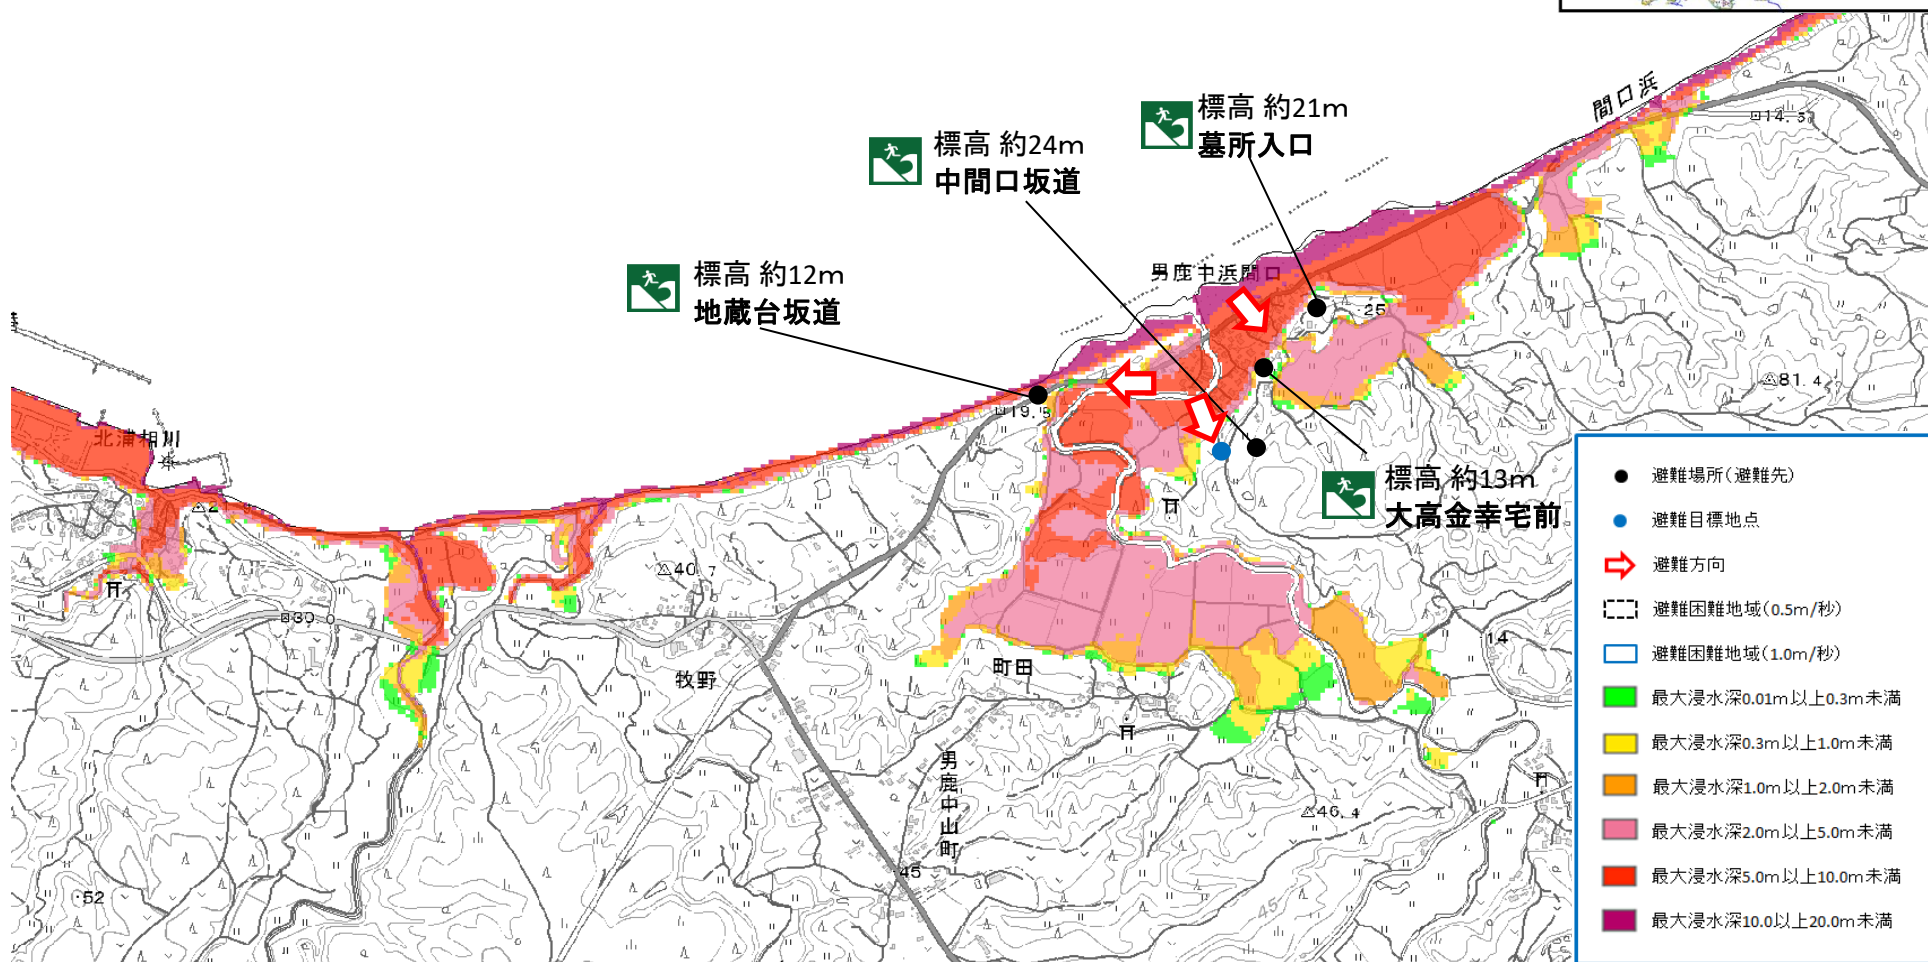 標高 約21m
墓所入口
標高 約24m
中間口坂道
標高 約12m
地蔵台坂道
標高 約13m
大高金幸宅前
間口浜
14.5
男鹿中浜間口
25
81.4
19.8
北浦相川
40.7
30.0
牧野
町田
14
男鹿中山町
46.4
45
52
45
避難場所(避難先)
避難目標地点
避難方向
避難困難地域(0.5m/秒)
避難困難地域(1.0m/秒)
最大浸水深0.01m以上0.3m未満
最大浸水深0.3m以上1.0m未満
最大浸水深1.0m以上2.0m未満
最大浸水深2.0m以上5.0m未満
最大浸水深5.0m以上10.0m未満
最大浸水深10.0以上20.0m未満